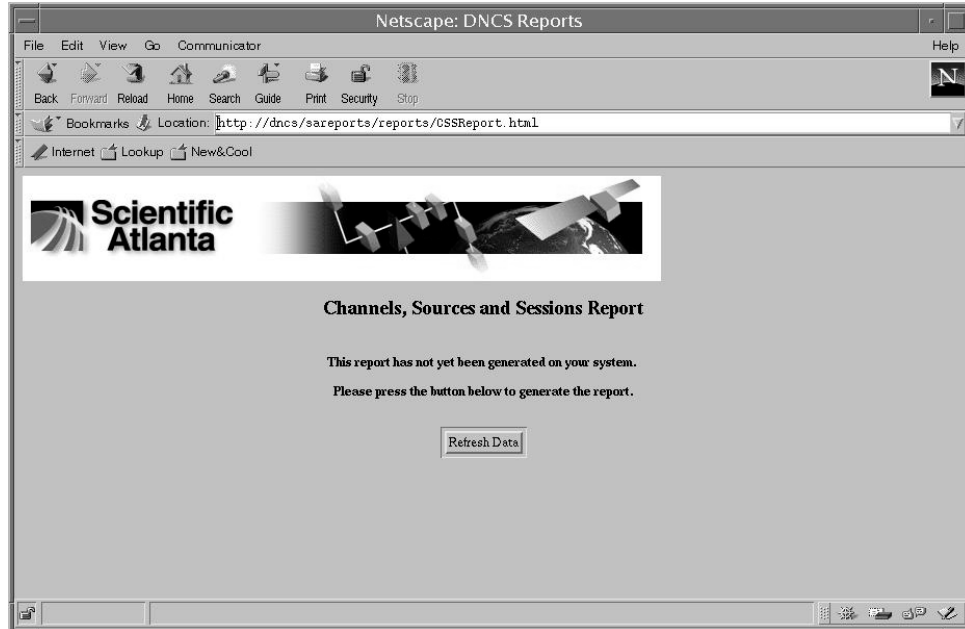 Netscape: DNCS Reports
File Edit View Go Communicator Help
Back Forward Reload Home Search Guide Print Security Stop
N
Bookmarks Location: http://dncs/sareports/reports/CSSReport.html
Internet Lookup New&Cool
Scientific
Atlanta
Channels, Sources and Sessions Report
This report has not yet been generated on your system.
Please press the button below to generate the report.
Refresh Data